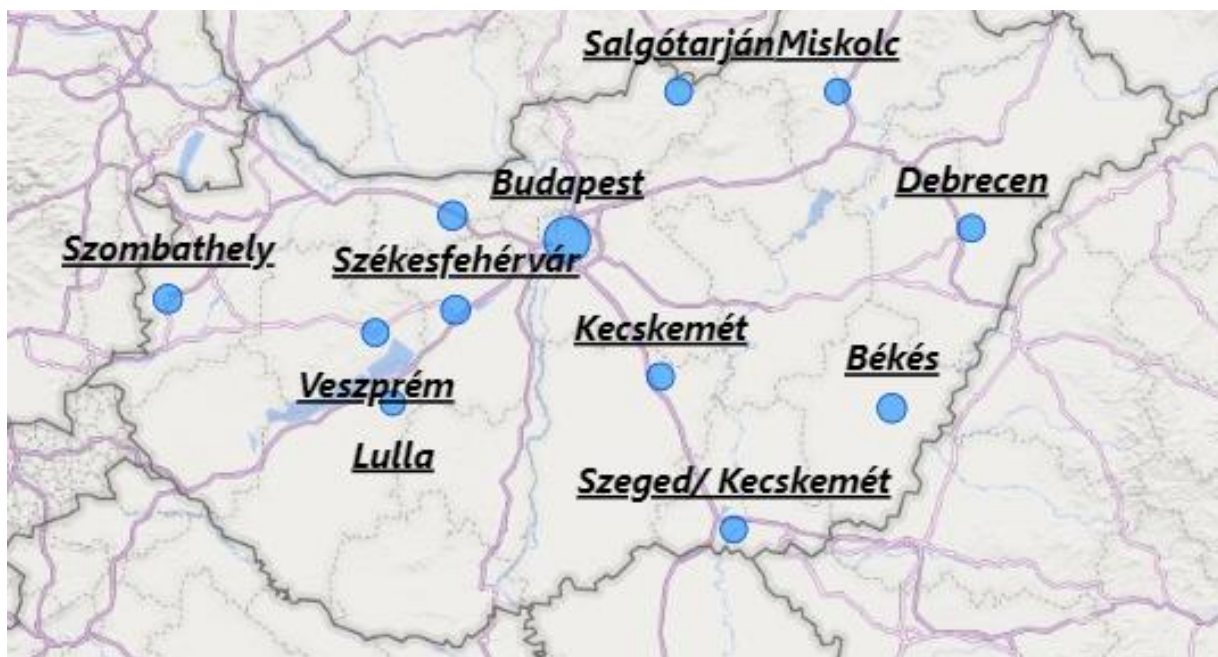 Salgótarján Miskolc
Budapest
Debrecen
Szombathely
Székesfehérvár
Kecskemét
Békés
Veszprém
Lulla
Szeged/ Kecskemét